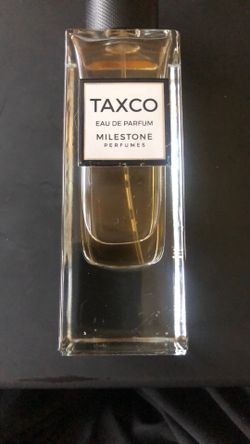 TAXCO
EAU DE PARFUM
MILESTONE
PERFUMES